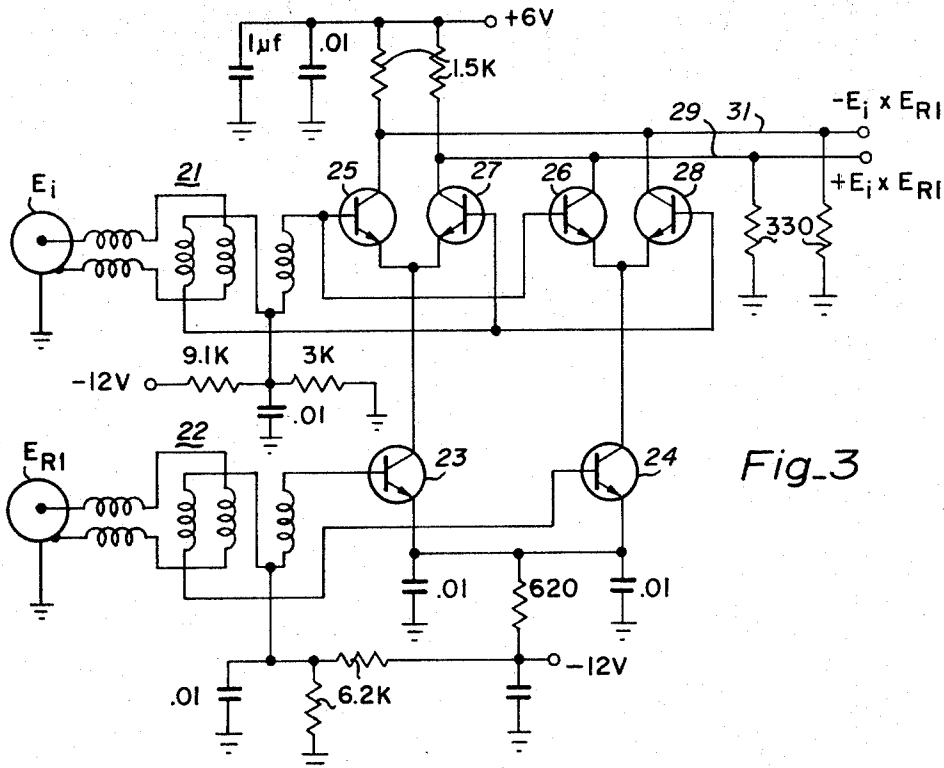 +6V
1μf
.01
1.5K
-Ei x ER1
29
31
+Ei x ER1
21
25
27
26
28
Ei
330
9.1K
3K
-12V
.01
22
ER1
23
24
Fig_3
.01
620
.01
-12V
.01
6.2K